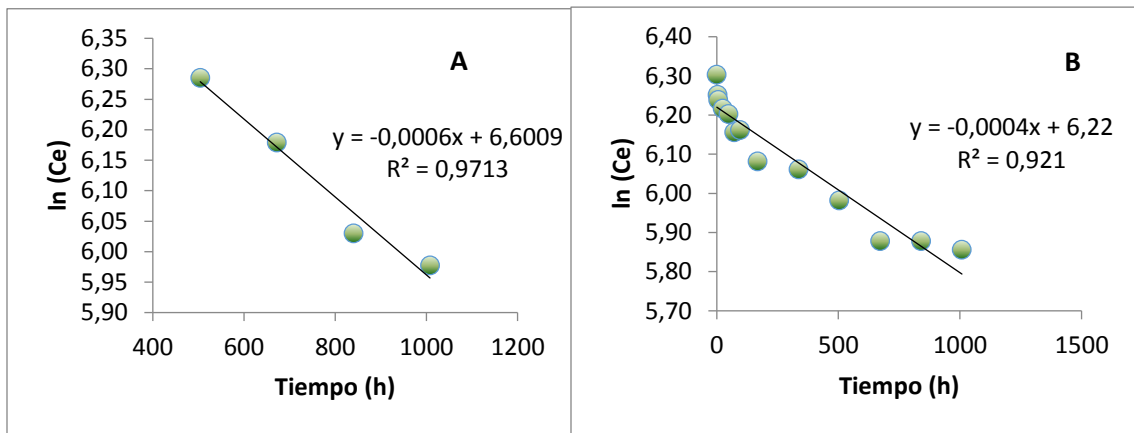 A
ln (Ce)
6,35
6,30
6,25
6,20
6,15
6,10
6,05
6,00
5,95
5,90
y = -0,0006x + 6,6009
R² = 0,9713
400 600 800 1000 1200
Tiempo (h)
B
ln (Ce)
6,40
6,30
6,20
6,10
6,00
5,90
5,80
5,70
y = -0,0004x + 6,22
R² = 0,921
0 500 1000 1500
Tiempo (h)